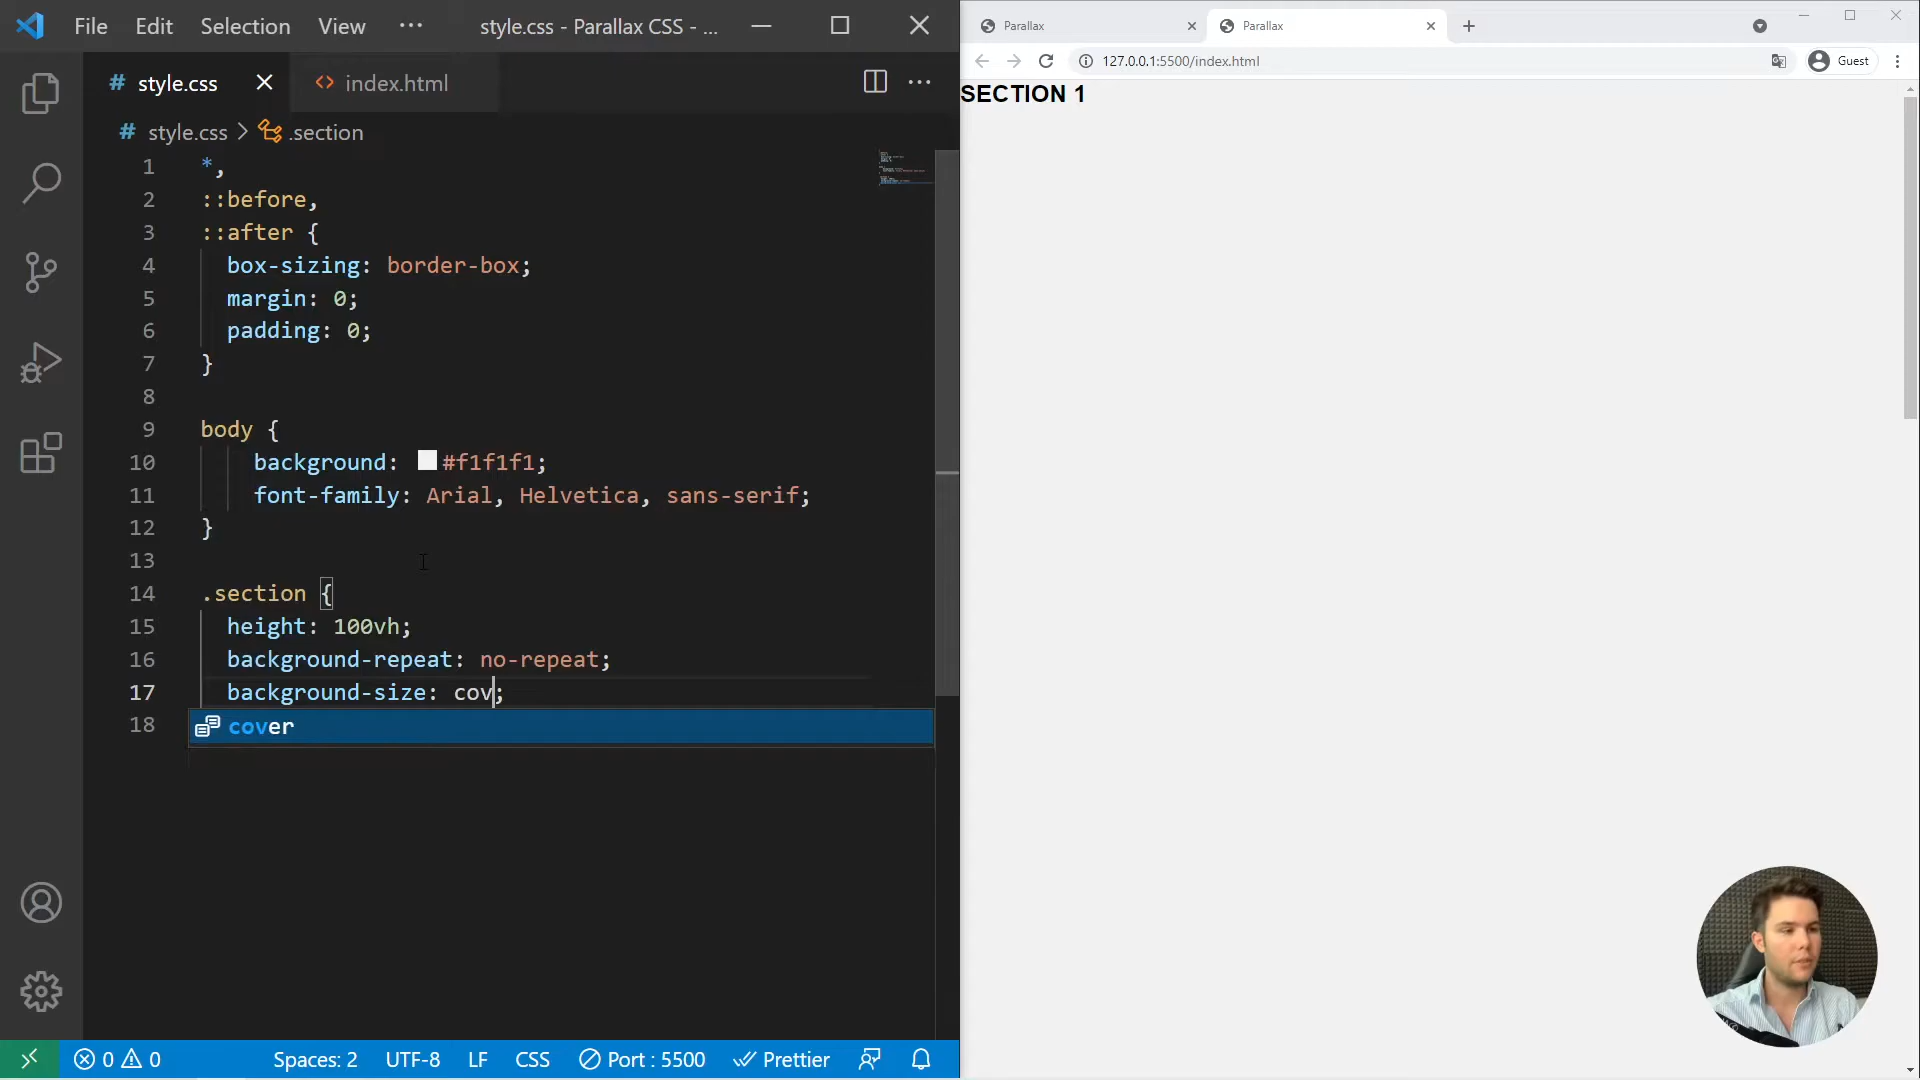 File Edit Selection View ··· style.css - Parallax CSS - ...
# style.css <> index.html ···
# style.css > .section
1 *,
2 ::before,
3 ::after {
4 box-sizing: border-box;
5 margin: 0;
6 padding: 0;
7 }
8
9 body {
10 background: #f1f1f1;
11 font-family: Arial, Helvetica, sans-serif;
12 }
13
14 .section {
15 height: 100vh;
16 background-repeat: no-repeat;
17 background-size: cov;
18 cover
0 0 Spaces: 2 UTF-8 LF CSS Port : 5500 Prettier
Parallax Parallax
127.0.0.1:5500/index.html Guest
SECTION 1